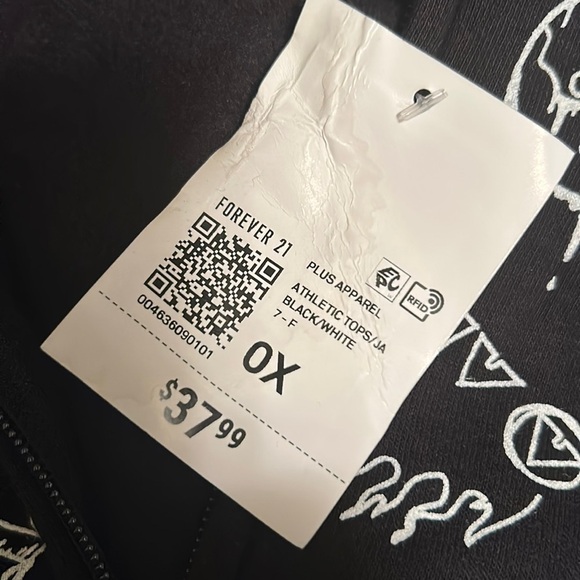 FOREVER 21
PLUS APPAREL
ATHLETIC TOPS/JA
BLACK/WHITE
7-F
RFID
004636090101
0X
$37.99